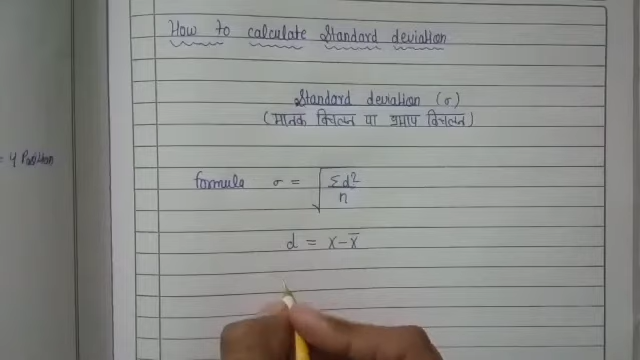 How to calculate Standard deviation
Standard deviation (σ)
(मानक विचलन या प्रमाप विचलन)
= 4 Position
formula σ = √(Σd²/n)
d = x - x̅